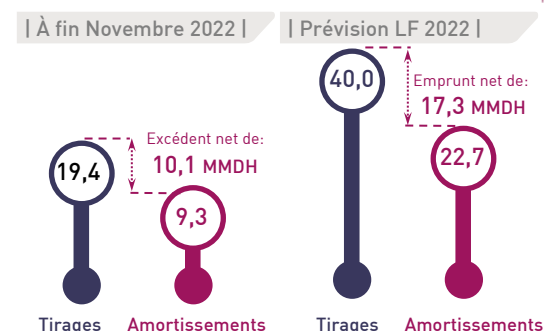 | À fin Novembre 2022 |
19,4
Excédent net de:
10,1 MMDH
9,3
Tirages
Amortissements
| Prévision LF 2022 |
40,0
Emprunt net de:
17,3 MMDH
22,7
Tirages
Amortissements